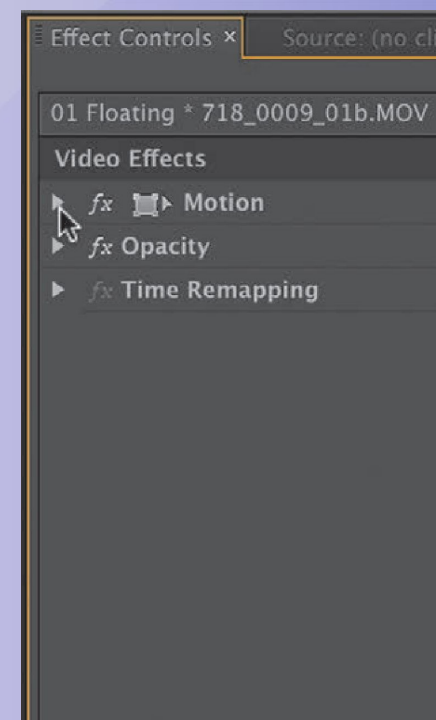 Effect Controls × Source: (no cli
01 Floating * 718_0009_01b.MOV
Video Effects
fx Motion
fx Opacity
fx Time Remapping